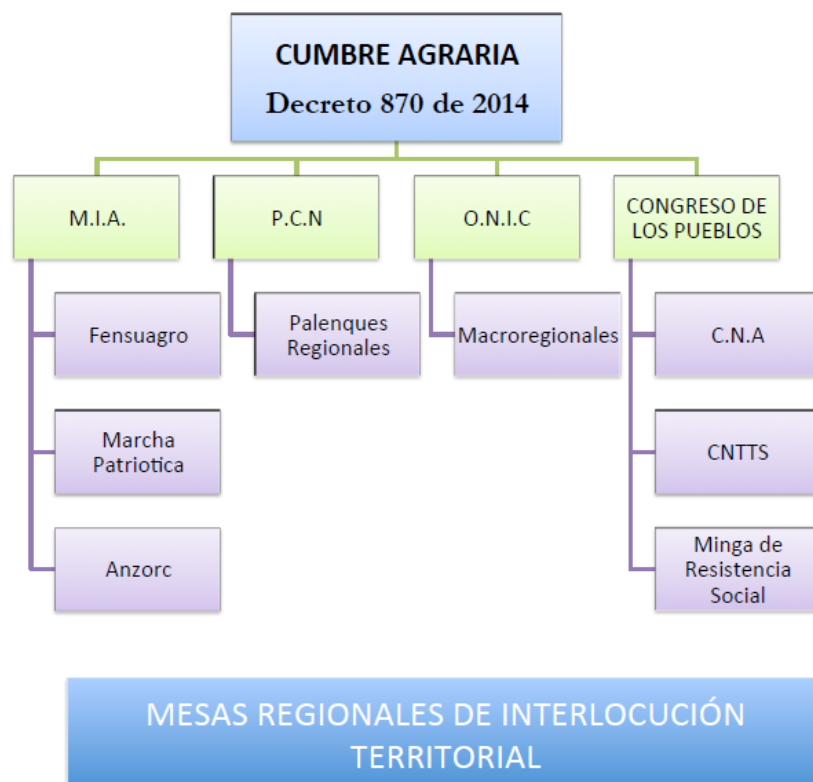 CUMBRE AGRARIA
Decreto 870 de 2014
M.I.A.
P.C.N
O.N.I.C
CONGRESO DE
LOS PUEBLOS
Fensuagro
Palenques
Regionales
Macroregionales
C.N.A
Marcha
Patriotica
CNTTS
Anzorc
Minga de
Resistencia
Social
MESAS REGIONALES DE INTERLOCUCIÓN
TERRITORIAL